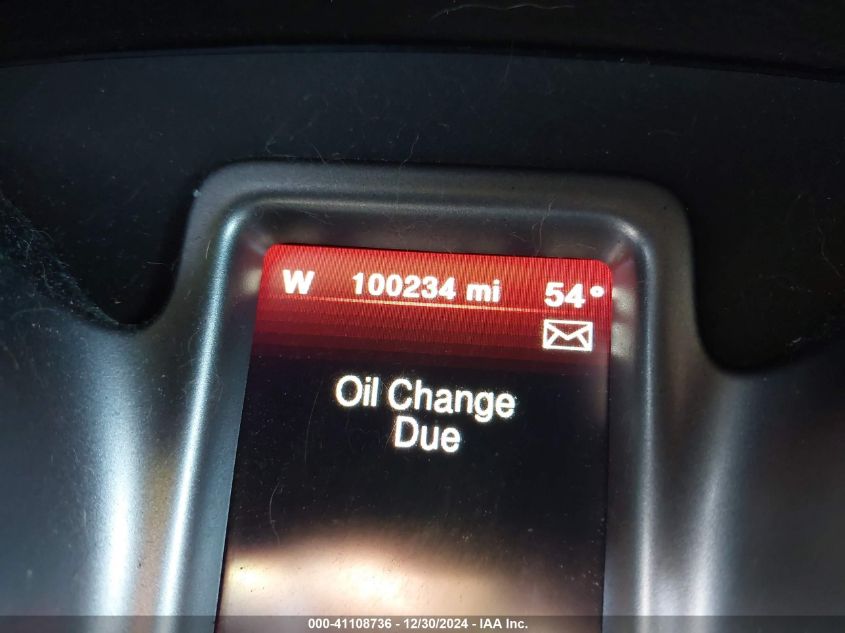 W 100234 mi 54°
Oil Change
Due
000-41108736 - 12/30/2024 - IAA Inc.